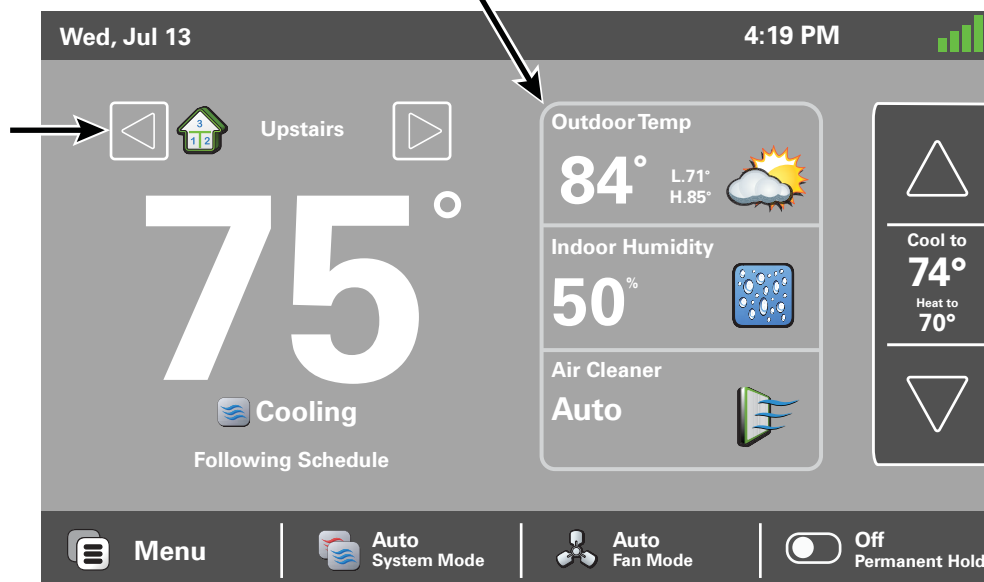 Wed, Jul 13
4:19 PM
3
1 2
Upstairs
75°
Cooling
Following Schedule
Outdoor Temp
84°
L.71°
H.85°
Indoor Humidity
50%
Air Cleaner
Auto
Cool to
74°
Heat to
70°
Menu
Auto
System Mode
Auto
Fan Mode
Off
Permanent Hold